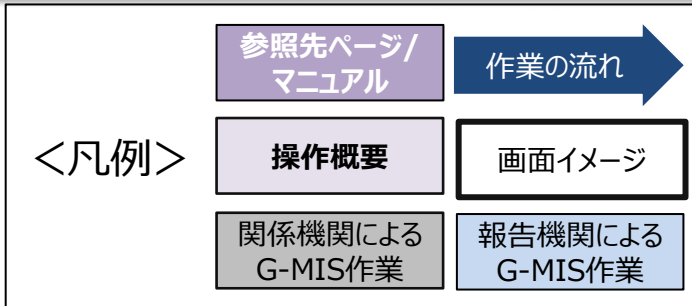 <凡例>
参照先ページ/
マニュアル
作業の流れ
操作概要
画面イメージ
関係機関による
G-MIS作業
報告機関による
G-MIS作業